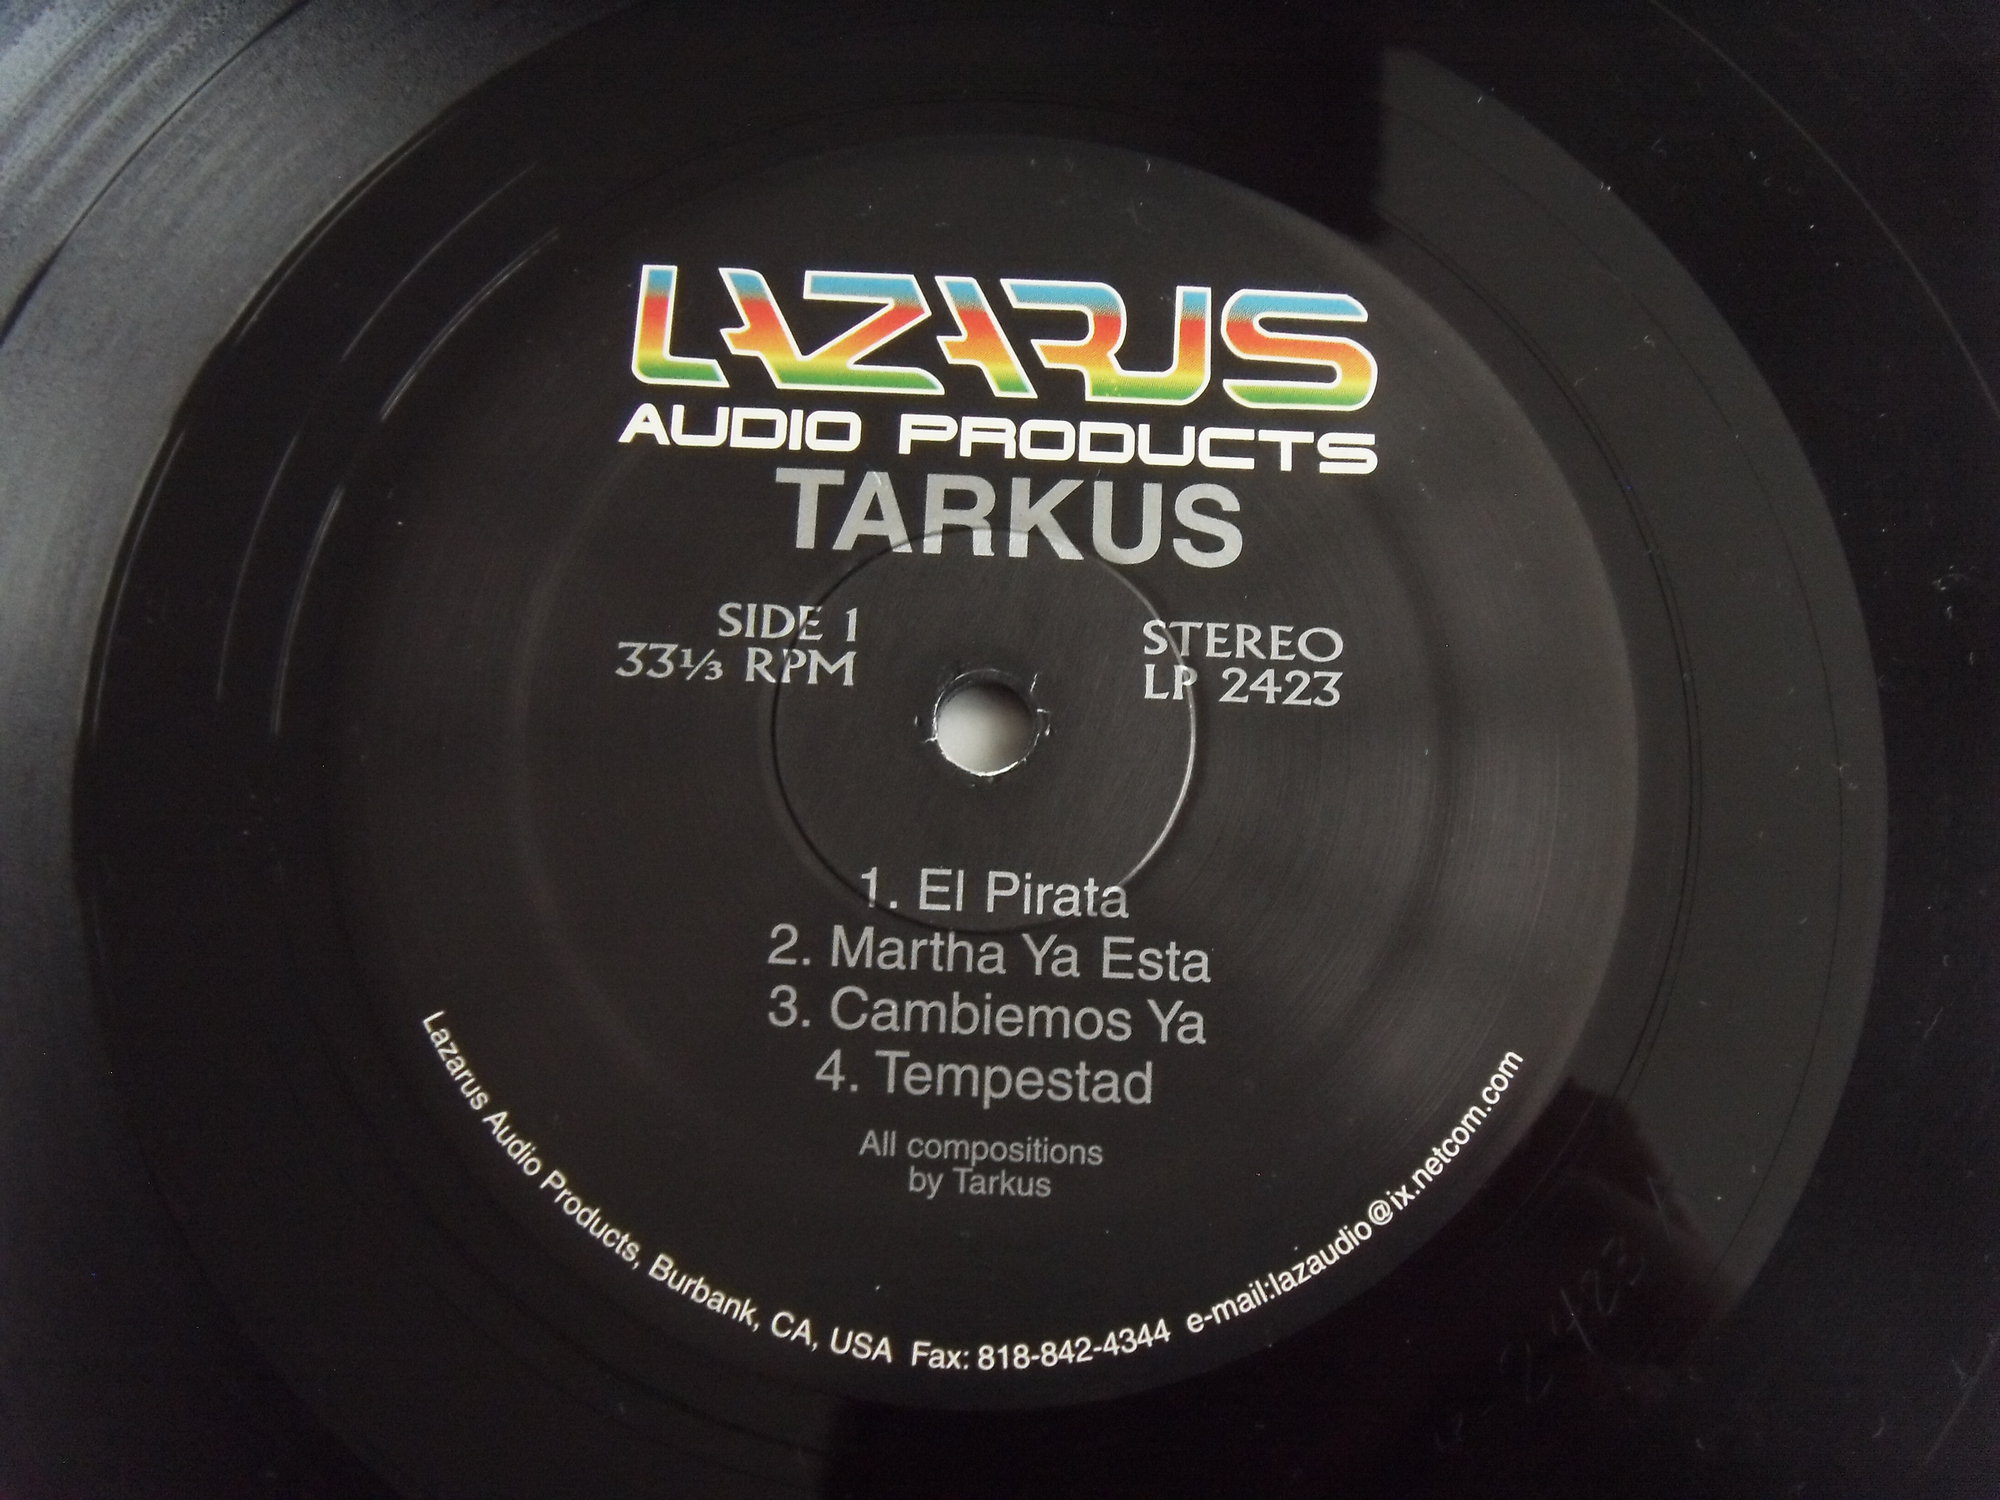 LAZARUS
AUDIO PRODUCTS
TARKUS
SIDE 1
33⅓ RPM
STEREO
LP 2423
1. El Pirata
2. Martha Ya Esta
3. Cambiemos Ya
4. Tempestad
All compositions
by Tarkus
Lazarus Audio Products, Burbank, CA, USA Fax: 818-842-4344 e-mail:lazaudio@ix.netcom.com